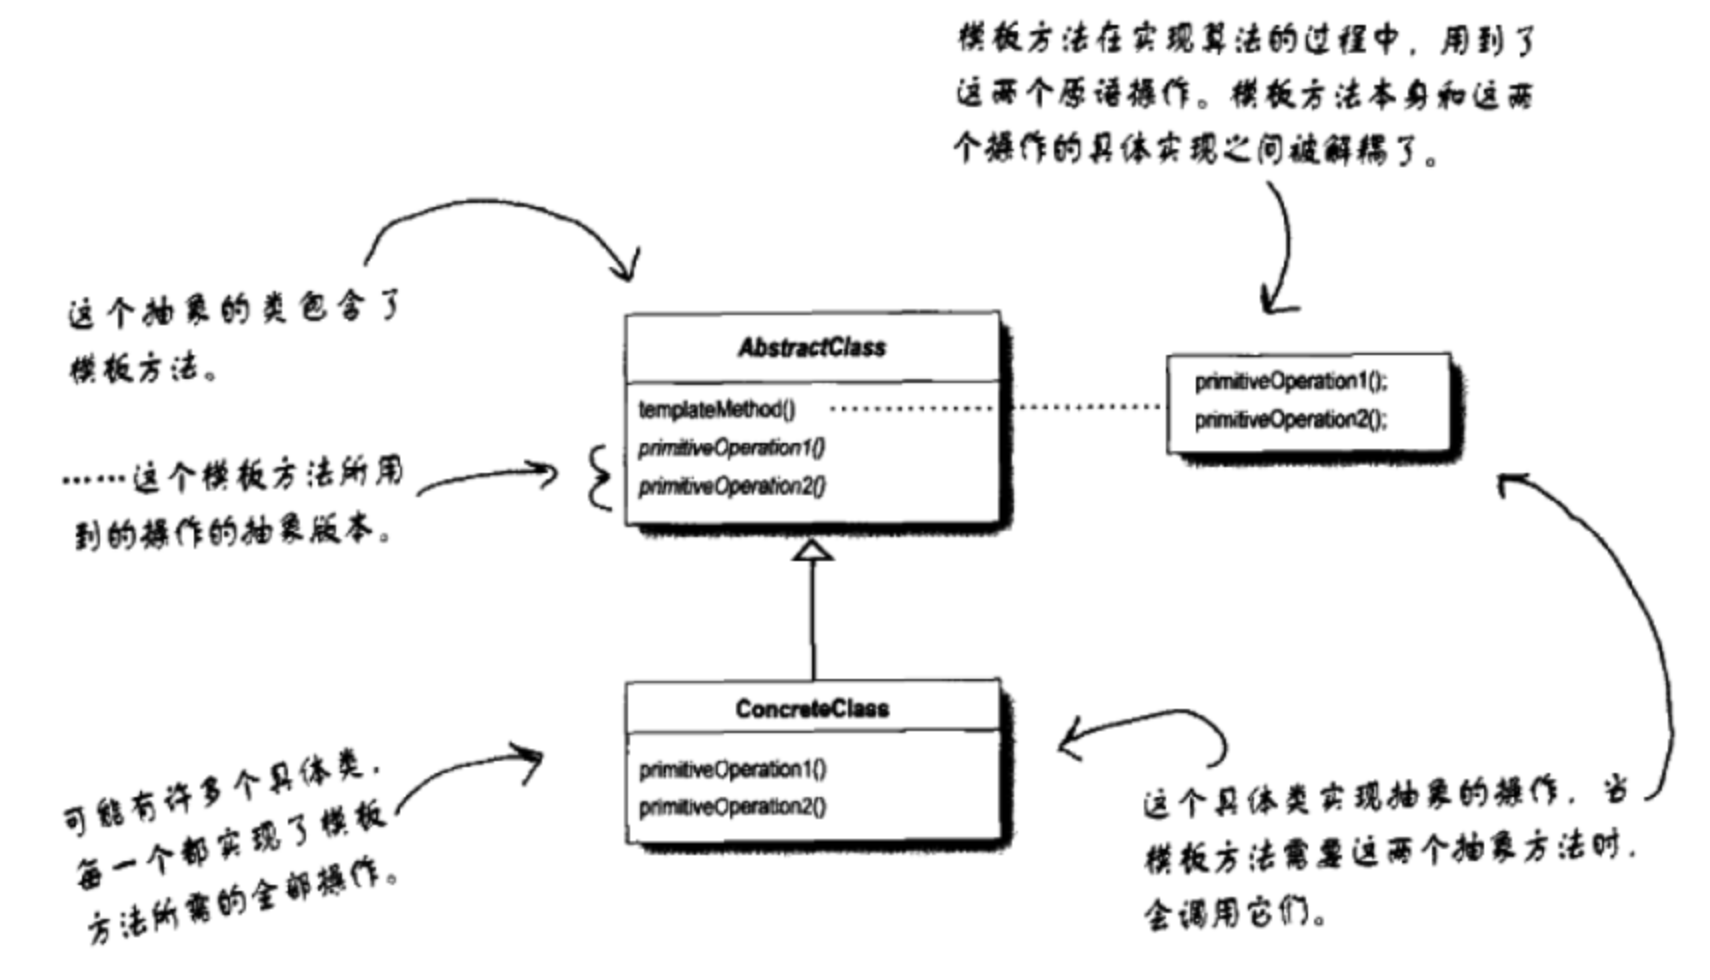 模板方法在实现算法的过程中，用到了
这两个原语操作。模板方法本身和这两
个操作的具体实现之间被解耦了。
这个抽象的类包含了
模板方法。
AbstractClass
templateMethod()
primitiveOperation1()
primitiveOperation2()
primitiveOperation1();
primitiveOperation2();
……这个模板方法所用
到的操作的抽象版本。
ConcreteClass
primitiveOperation1()
primitiveOperation2()
可能有许多个具体类，
每一个都实现了模板
方法所需的全部操作。
这个具体类实现抽象的操作，当
模板方法需要这两个抽象方法时，
会调用它们。